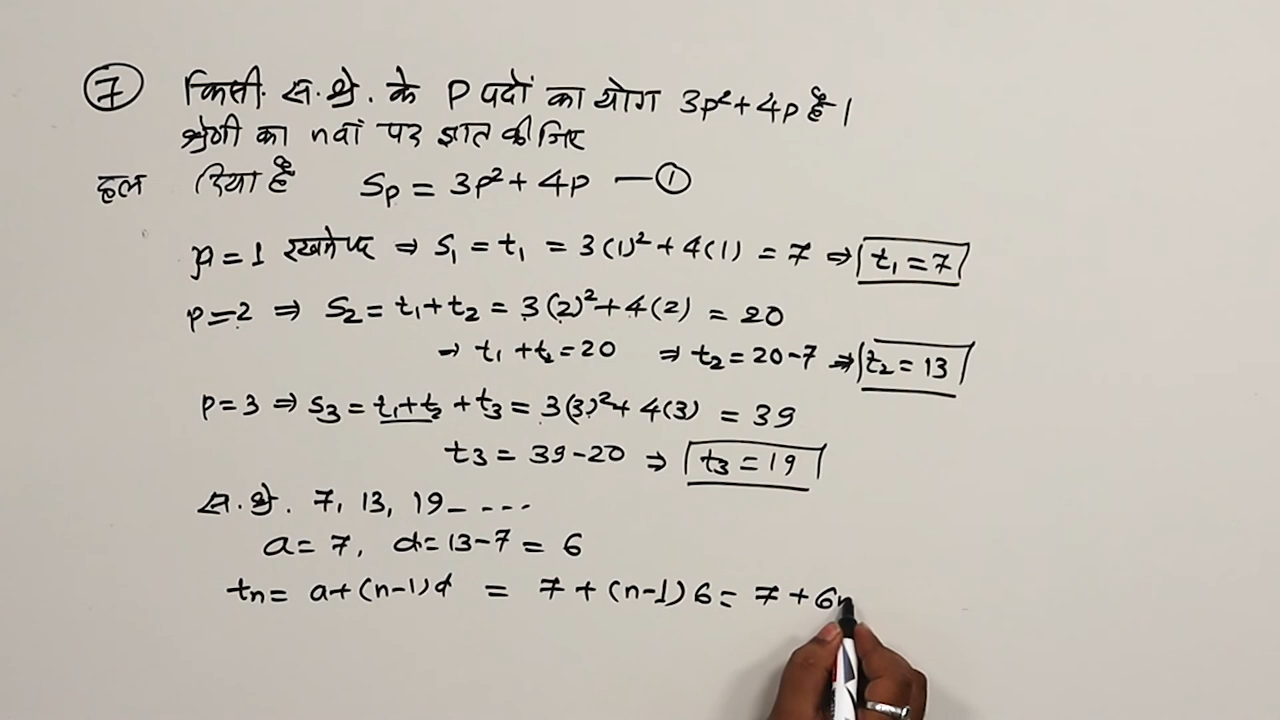 7 किसी स.श्रे. के P पदों का योग 3p²+4p है।
श्रेणी का nवां पद ज्ञात कीजिए
हल दिया है Sp = 3p² + 4p —①
p=1 रखने पर ⇒ S₁ = t₁ = 3(1)² + 4(1) = 7 ⇒ t₁ = 7
p=2 ⇒ S₂ = t₁+t₂ = 3(2)²+4(2) = 20
→ t₁+t₂=20 ⇒ t₂=20-7 ⇒ t₂=13
p=3 ⇒ S₃ = t₁+t₂+t₃ = 3(3)²+4(3) = 39
t₃ = 39-20 ⇒ t₃=19
स.श्रे. 7, 13, 19-----
a=7, d=13-7=6
tn= a+(n-1)d = 7+(n-1)6= 7+6n